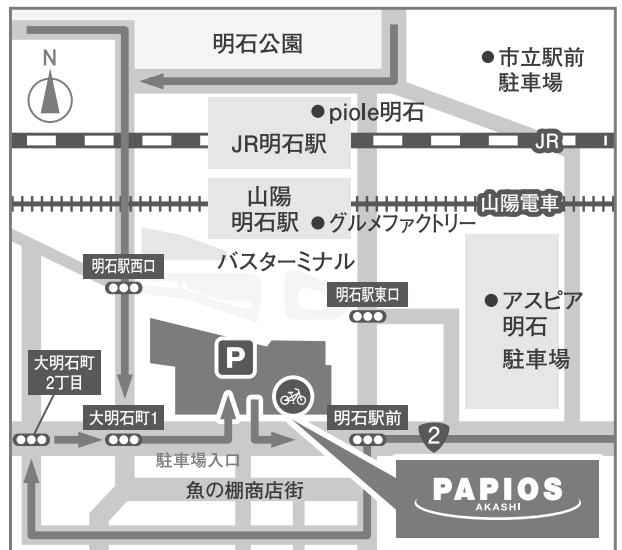 明石公園
N
市立駅前
駐車場
piole明石
JR明石駅
JR
山陽
明石駅
山陽電車
グルメファクトリー
バスターミナル
明石駅西口
明石駅東口
アスピア
明石
駐車場
P
大明石町
2丁目
大明石町1
明石駅前
2
駐車場入口
魚の棚商店街
PAPIOS
AKASHI